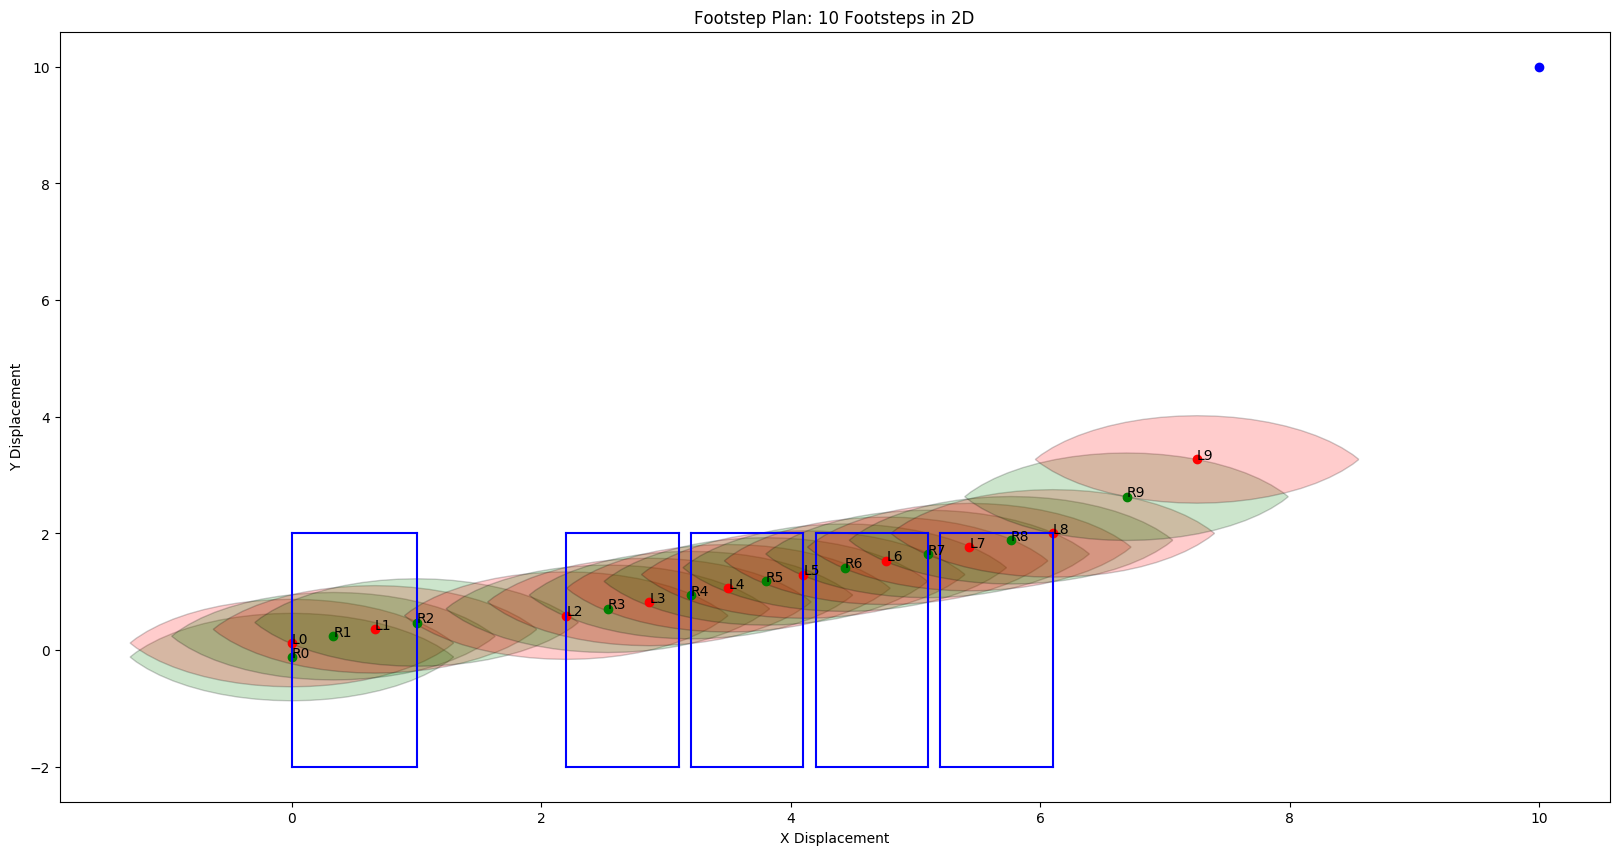 Footstep Plan: 10 Footsteps in 2D
10
8
6
4
2
0
−2
Y Displacement
L9
R9
L8
R8
L7
R7
L6
R6
L5
R5
L4
R4
L3
R3
L2
R2
L1
R1
L0
R0
0
2
4
6
8
10
X Displacement